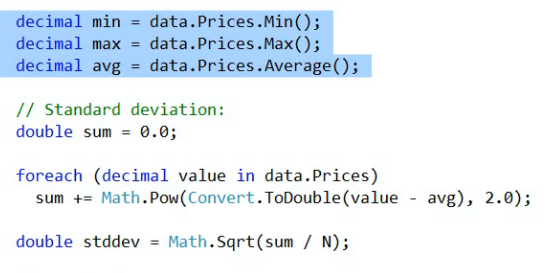 decimal min = data.Prices.Min();
decimal max = data.Prices.Max();
decimal avg = data.Prices.Average();
// Standard deviation:
double sum = 0.0;
foreach (decimal value in data.Prices)
sum += Math.Pow(Convert.ToDouble(value - avg), 2.0);
double stddev = Math.Sqrt(sum / N);